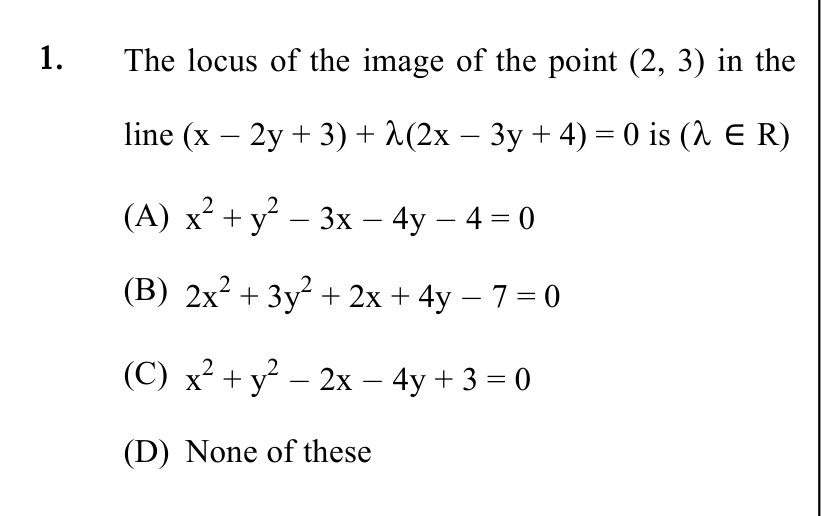 1. The locus of the image of the point (2, 3) in the
line (x – 2y + 3) + λ(2x – 3y + 4) = 0 is (λ ∈ R)
(A) x² + y² – 3x – 4y – 4 = 0
(B) 2x² + 3y² + 2x + 4y – 7 = 0
(C) x² + y² – 2x – 4y + 3 = 0
(D) None of these